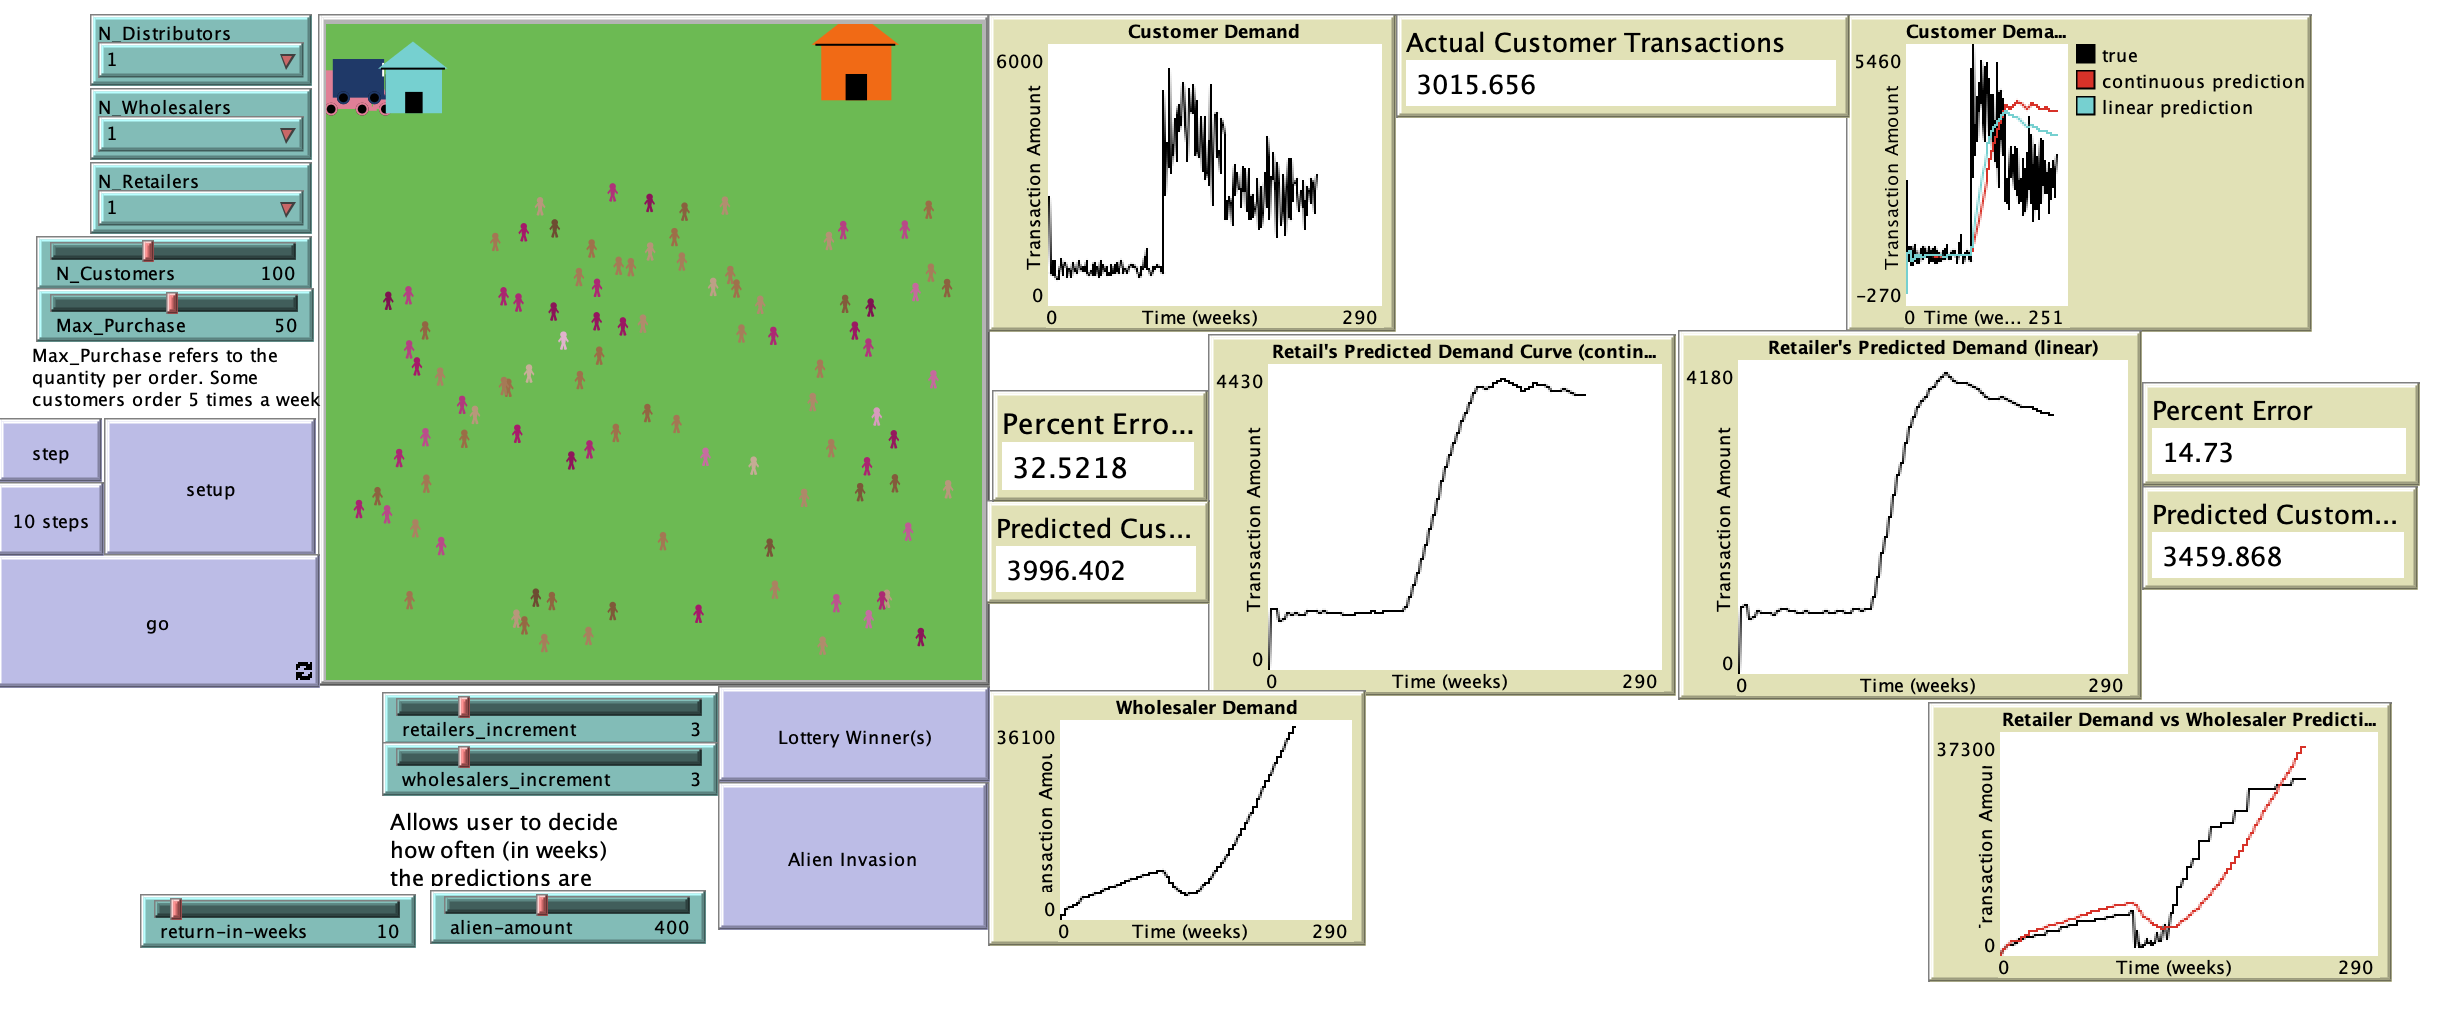 N_Distributors
1
N_Wholesalers
1
N_Retailers
1
N_Customers 100
Max_Purchase 50
Max_Purchase refers to the
quantity per order. Some
customers order 5 times a week
step
setup
10 steps
go
retailers_increment 3
wholesalers_increment 3
Allows user to decide
how often (in weeks)
the predictions are
return-in-weeks 10
alien-amount 400
Lottery Winner(s)
Alien Invasion
Customer Demand
6000
Transaction Amount
0
0 Time (weeks) 290
Actual Customer Transactions
3015.656
Customer Dema...
5460
Transaction Amount
-270
0 Time (we... 251
true
continuous prediction
linear prediction
Percent Erro...
32.5218
Predicted Cus...
3996.402
Retail's Predicted Demand Curve (contin...
4430
Transaction Amount
0
0 Time (weeks) 290
Retailer's Predicted Demand (linear)
4180
Transaction Amount
0
0 Time (weeks) 290
Percent Error
14.73
Predicted Custom...
3459.868
Wholesaler Demand
36100
ansaction Amou
0
0 Time (weeks) 290
Retailer Demand vs Wholesaler Predicti...
37300
ransaction Amou
0
0 Time (weeks) 290